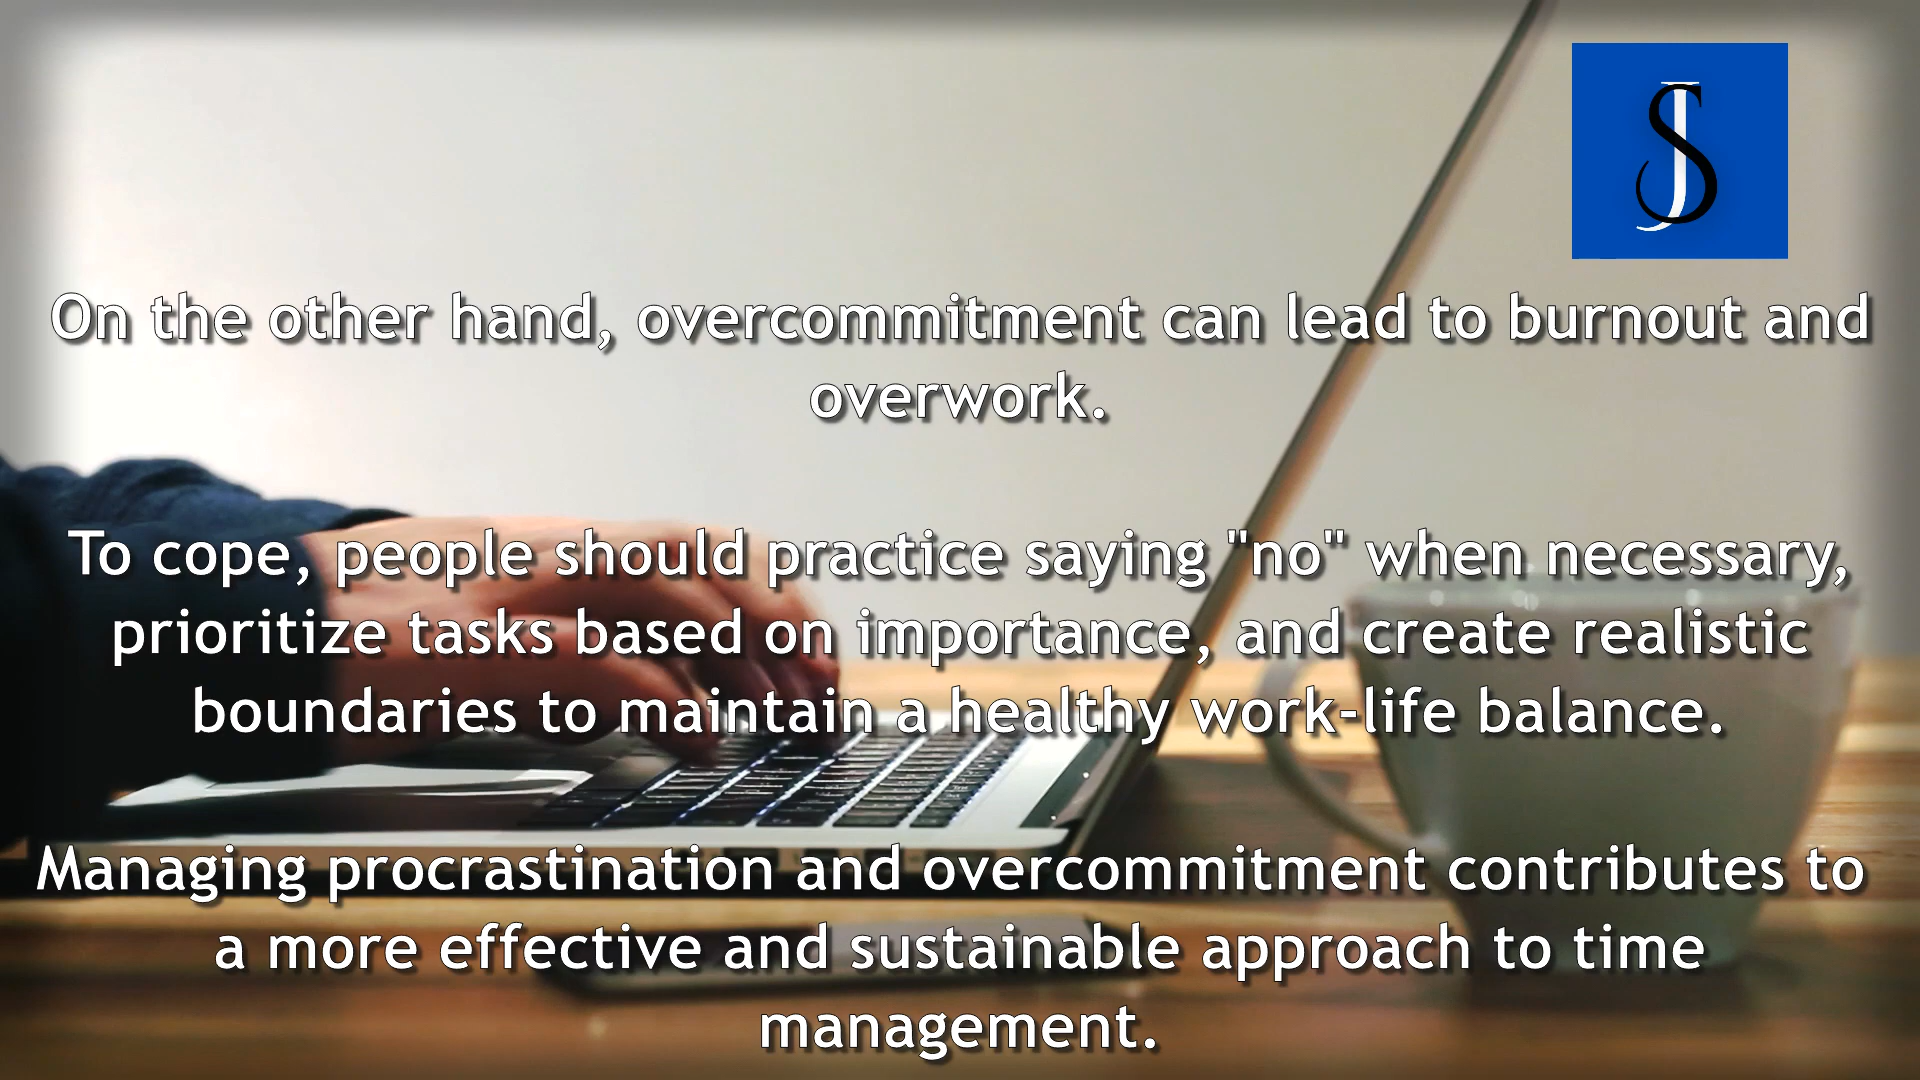 JS
On the other hand, overcommitment can lead to burnout and
overwork.
To cope, people should practice saying "no" when necessary,
prioritize tasks based on importance, and create realistic
boundaries to maintain a healthy work-life balance.
Managing procrastination and overcommitment contributes to
a more effective and sustainable approach to time
management.